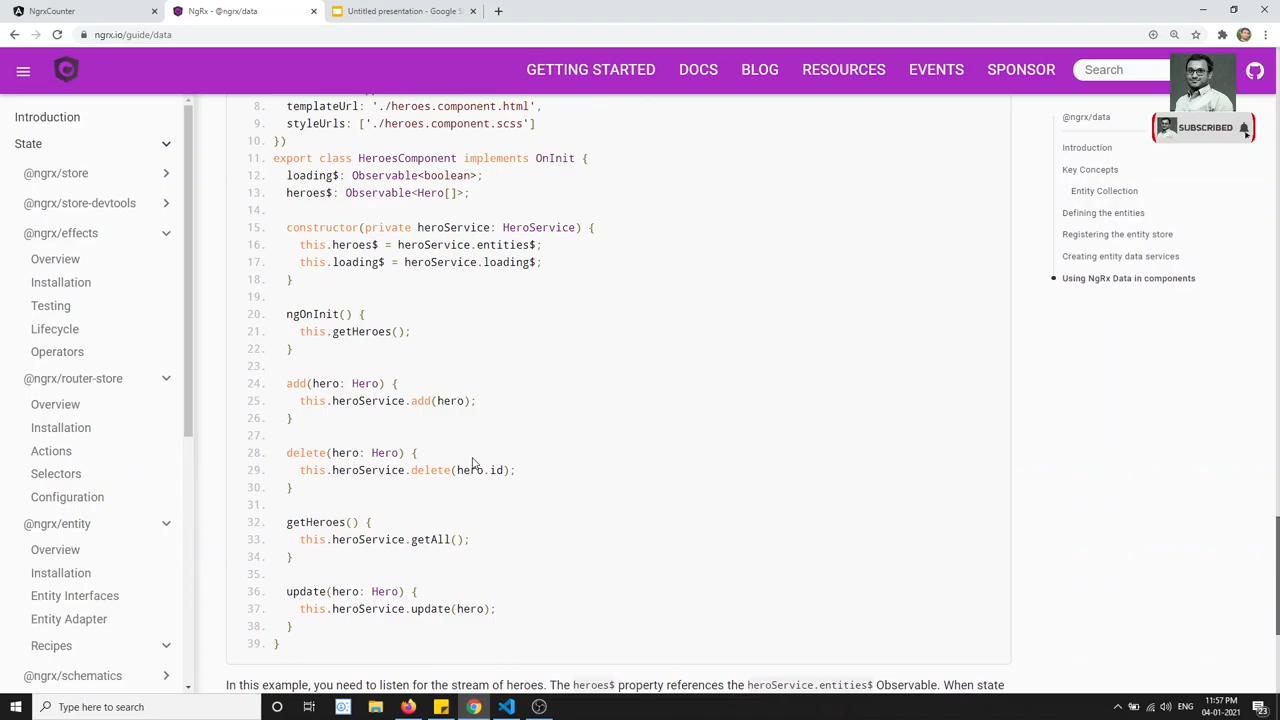 NgrxCounter
NgRx - @ngrx/data
Untitled presentation - Google S
ngrx.io/guide/data
GETTING STARTED
DOCS
BLOG
RESOURCES
EVENTS
SPONSOR
Search
SUBSCRIBED
Introduction
State
@ngrx/store
@ngrx/store-devtools
@ngrx/effects
Overview
Installation
Testing
Lifecycle
Operators
@ngrx/router-store
Overview
Installation
Actions
Selectors
Configuration
@ngrx/entity
Overview
Installation
Entity Interfaces
Entity Adapter
Recipes
@ngrx/schematics
8. templateUrl: './heroes.component.html',
9. styleUrls: ['./heroes.component.scss']
10. })
11. export class HeroesComponent implements OnInit {
12. loading$: Observable<boolean>;
13. heroes$: Observable<Hero[]>;
14.
15. constructor(private heroService: HeroService) {
16. this.heroes$ = heroService.entities$;
17. this.loading$ = heroService.loading$;
18. }
19.
20. ngOnInit() {
21. this.getHeroes();
22. }
23.
24. add(hero: Hero) {
25. this.heroService.add(hero);
26. }
27.
28. delete(hero: Hero) {
29. this.heroService.delete(hero.id);
30. }
31.
32. getHeroes() {
33. this.heroService.getAll();
34. }
35.
36. update(hero: Hero) {
37. this.heroService.update(hero);
38. }
39. }
In this example, you need to listen for the stream of heroes. The heroes$ property references the heroService.entities$ Observable. When state
@ngrx/data
Introduction
Key Concepts
Entity Collection
Defining the entities
Registering the entity store
Creating entity data services
Using NgRx Data in components
Type here to search
ENG
11:57 PM
04-01-2021
23